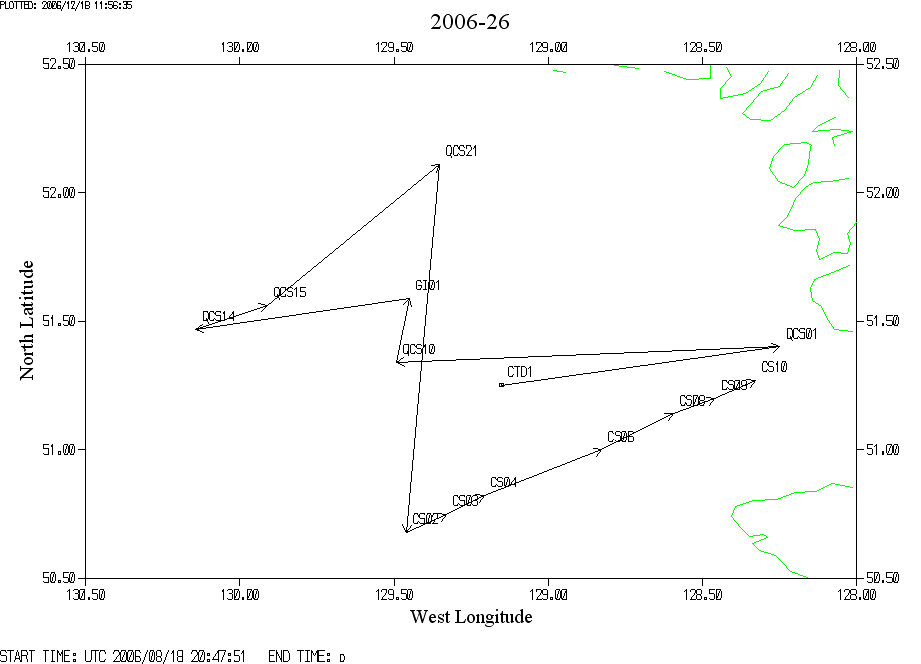 PLOTTED: 2006/12/18 11:56:35
2006-26
130.50 130.00 129.50 129.00 128.50 128.00
52.50 52.50
QCS21
52.00 52.00
QCS15
GI01
QCS14
51.50 51.50
QCS01
QCS10
CTD1
CS10
CS09
CS08
CS06
51.00 51.00
CS04
CS03
CS02
50.50 50.50
130.50 130.00 129.50 129.00 128.50 128.00
North Latitude
West Longitude
START TIME: UTC 2006/08/18 20:47:51 END TIME: o